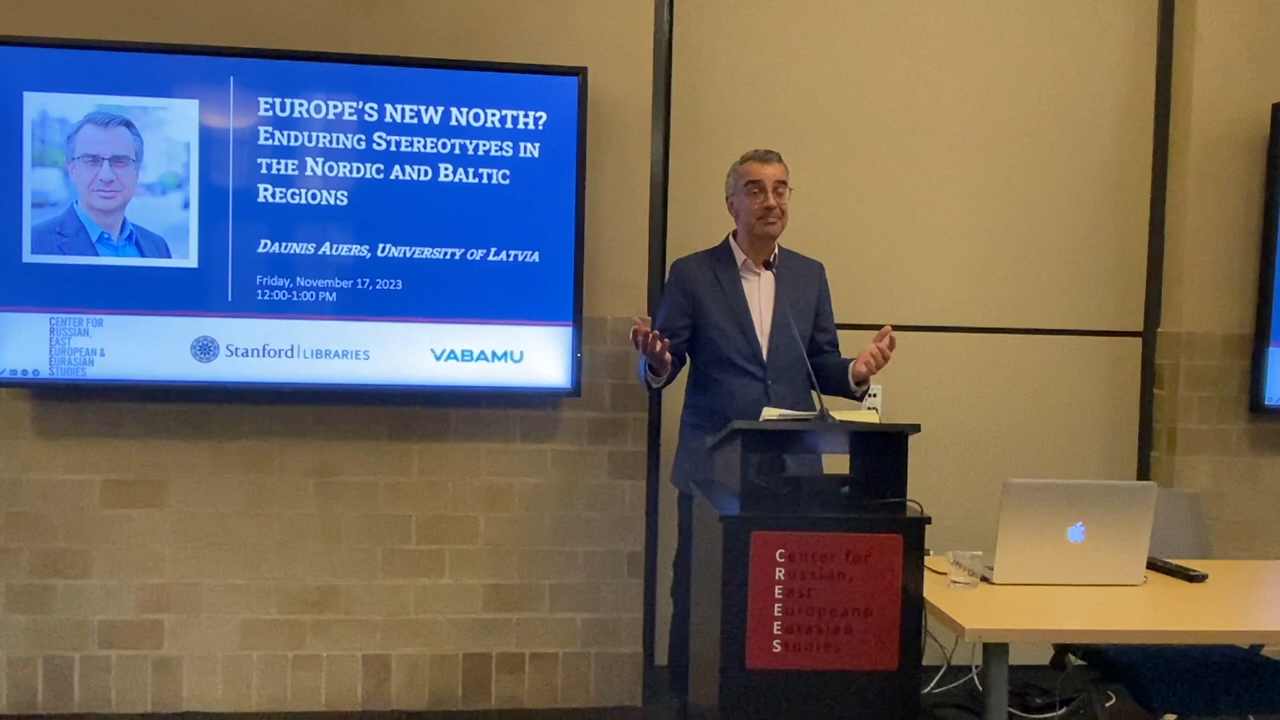 EUROPE'S NEW NORTH?
ENDURING STEREOTYPES IN
THE NORDIC AND BALTIC
REGIONS
DAUNIS AUERS, UNIVERSITY OF LATVIA
Friday, November 17, 2023
12:00-1:00 PM
CENTER FOR
RUSSIAN,
EAST
EUROPEAN &
EURASIAN
STUDIES
Stanford | LIBRARIES
VABAMU
Center for
Russian,
East
European&
Eurasian
Studies